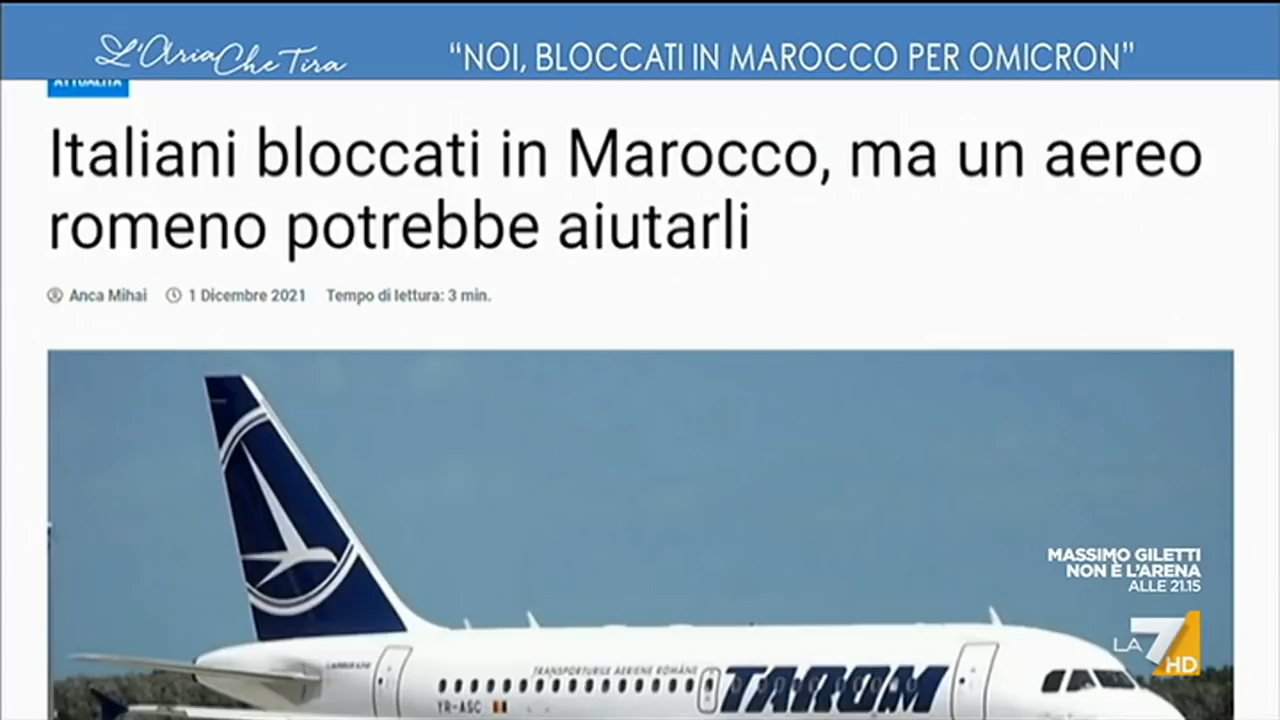 L'Aria Che Tira
“NOI, BLOCCATI IN MAROCCO PER OMICRON”
ATTUALITÀ
Italiani bloccati in Marocco, ma un aereo
romeno potrebbe aiutarli
Anca Mihai 1 Dicembre 2021 Tempo di lettura: 3 min.
MASSIMO GILETTI
NON È L'ARENA
ALLE 21.15
LA7
HD
TRANSPORTURILE AERIENE ROMÂNE
TAROM
YR-ASC